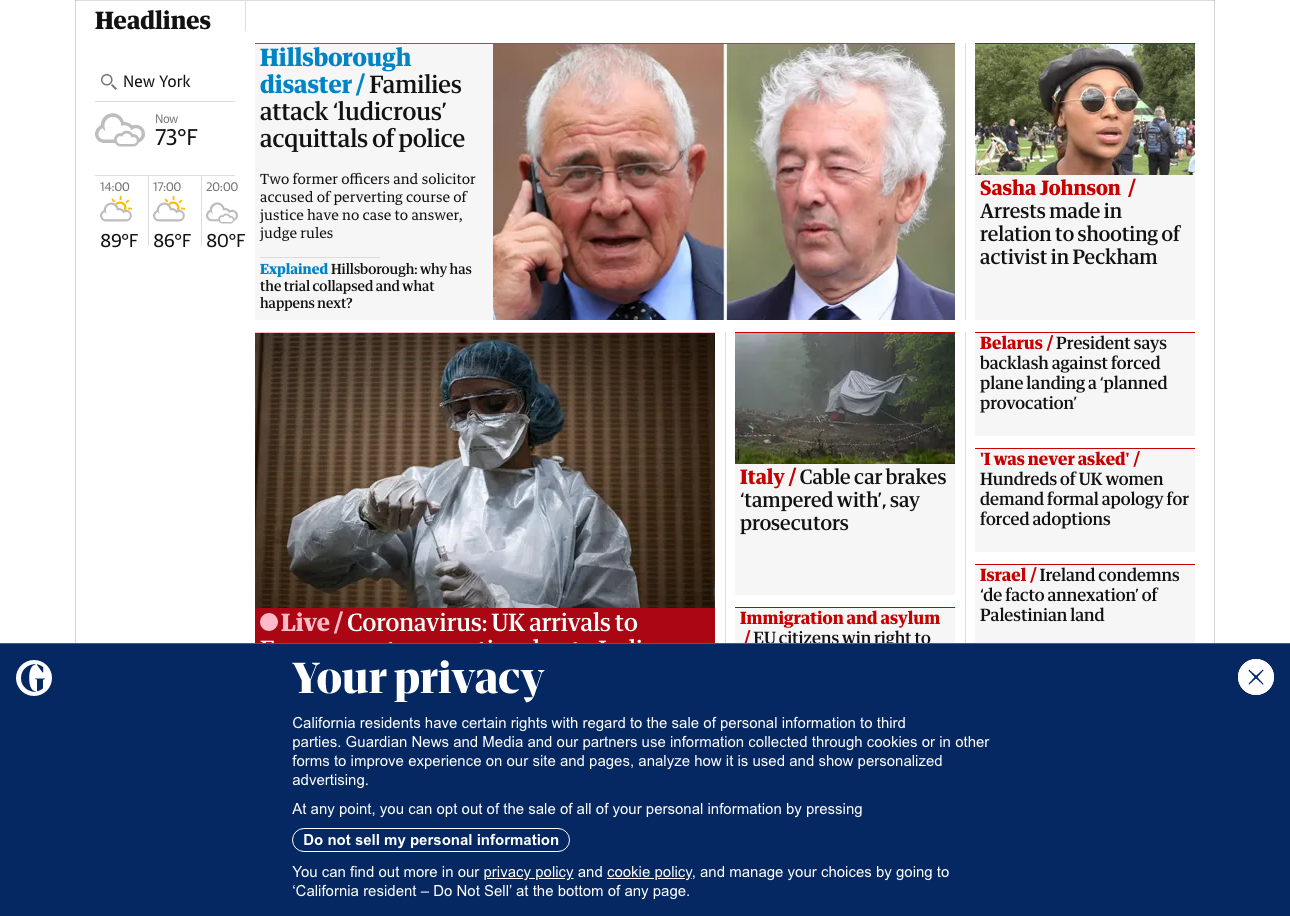 Headlines
New York
Now
73°F
14:00
17:00
20:00
89°F
86°F
80°F
Hillsborough
disaster / Families
attack ‘ludicrous’
acquittals of police
Two former officers and solicitor
accused of perverting course of
justice have no case to answer,
judge rules
Explained Hillsborough: why has
the trial collapsed and what
happens next?
Sasha Johnson /
Arrests made in
relation to shooting of
activist in Peckham
Live / Coronavirus: UK arrivals to
Italy / Cable car brakes
‘tampered with’, say
prosecutors
Immigration and asylum
/ EU citizens win right to
Belarus / President says
backlash against forced
plane landing a ‘planned
provocation’
'I was never asked' /
Hundreds of UK women
demand formal apology for
forced adoptions
Israel / Ireland condemns
‘de facto annexation’ of
Palestinian land
G
Your privacy
California residents have certain rights with regard to the sale of personal information to third
parties. Guardian News and Media and our partners use information collected through cookies or in other
forms to improve experience on our site and pages, analyze how it is used and show personalized
advertising.
At any point, you can opt out of the sale of all of your personal information by pressing
Do not sell my personal information
You can find out more in our privacy policy and cookie policy, and manage your choices by going to
‘California resident – Do Not Sell’ at the bottom of any page.